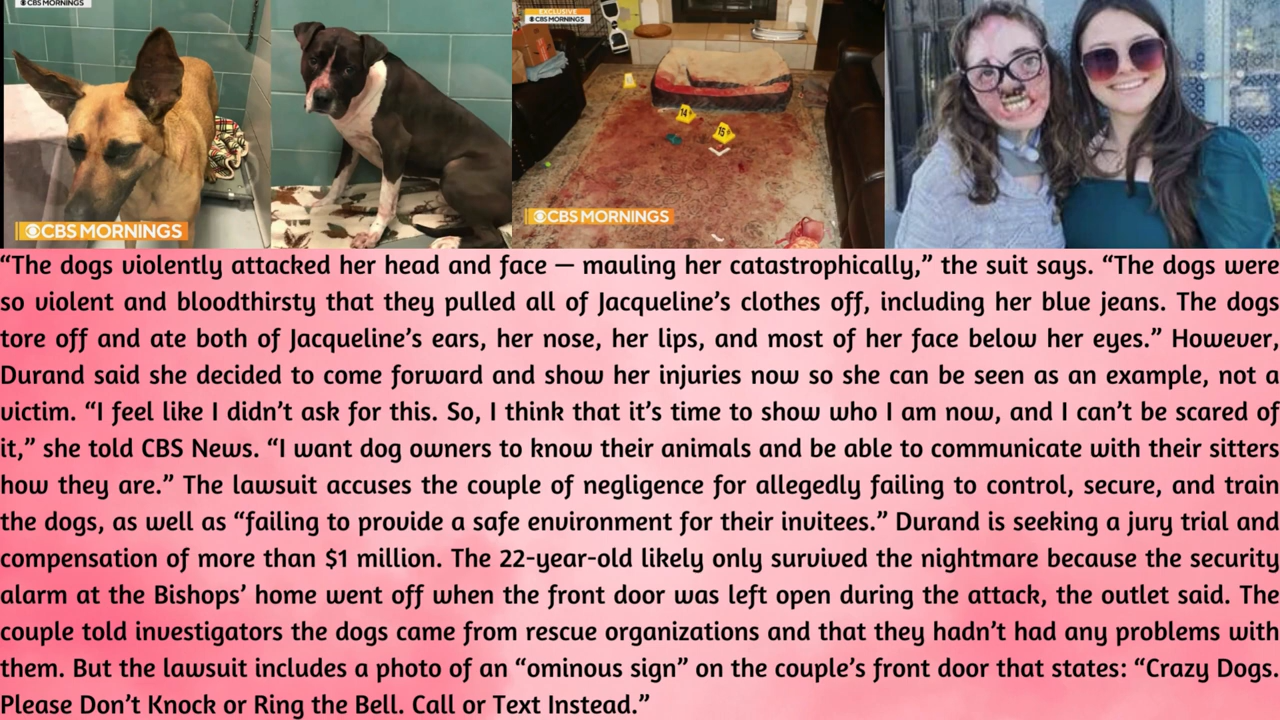 CBS MORNINGS
EXCLUSIVE
CBS MORNINGS
14
15
CBS MORNINGS
CBS MORNINGS
“The dogs violently attacked her head and face — mauling her catastrophically,” the suit says. “The dogs were
so violent and bloodthirsty that they pulled all of Jacqueline’s clothes off, including her blue jeans. The dogs
tore off and ate both of Jacqueline’s ears, her nose, her lips, and most of her face below her eyes.” However,
Durand said she decided to come forward and show her injuries now so she can be seen as an example, not a
victim. “I feel like I didn’t ask for this. So, I think that it’s time to show who I am now, and I can’t be scared of
it,” she told CBS News. “I want dog owners to know their animals and be able to communicate with their sitters
how they are.” The lawsuit accuses the couple of negligence for allegedly failing to control, secure, and train
the dogs, as well as “failing to provide a safe environment for their invitees.” Durand is seeking a jury trial and
compensation of more than $1 million. The 22-year-old likely only survived the nightmare because the security
alarm at the Bishops’ home went off when the front door was left open during the attack, the outlet said. The
couple told investigators the dogs came from rescue organizations and that they hadn’t had any problems with
them. But the lawsuit includes a photo of an “ominous sign” on the couple’s front door that states: “Crazy Dogs.
Please Don’t Knock or Ring the Bell. Call or Text Instead.”